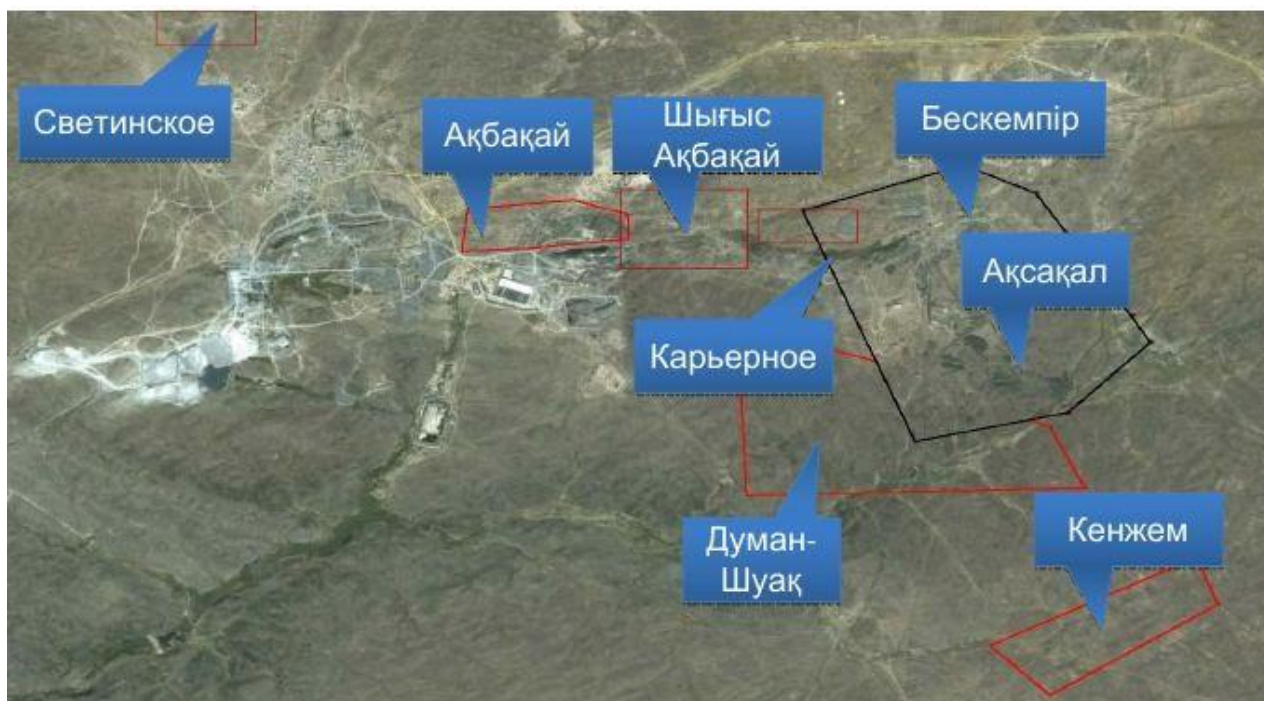 Светинское
Ақбақай
Шығыс
Ақбақай
Бескемпір
Ақсақал
Карьерное
Думан-
Шуақ
Кенжем